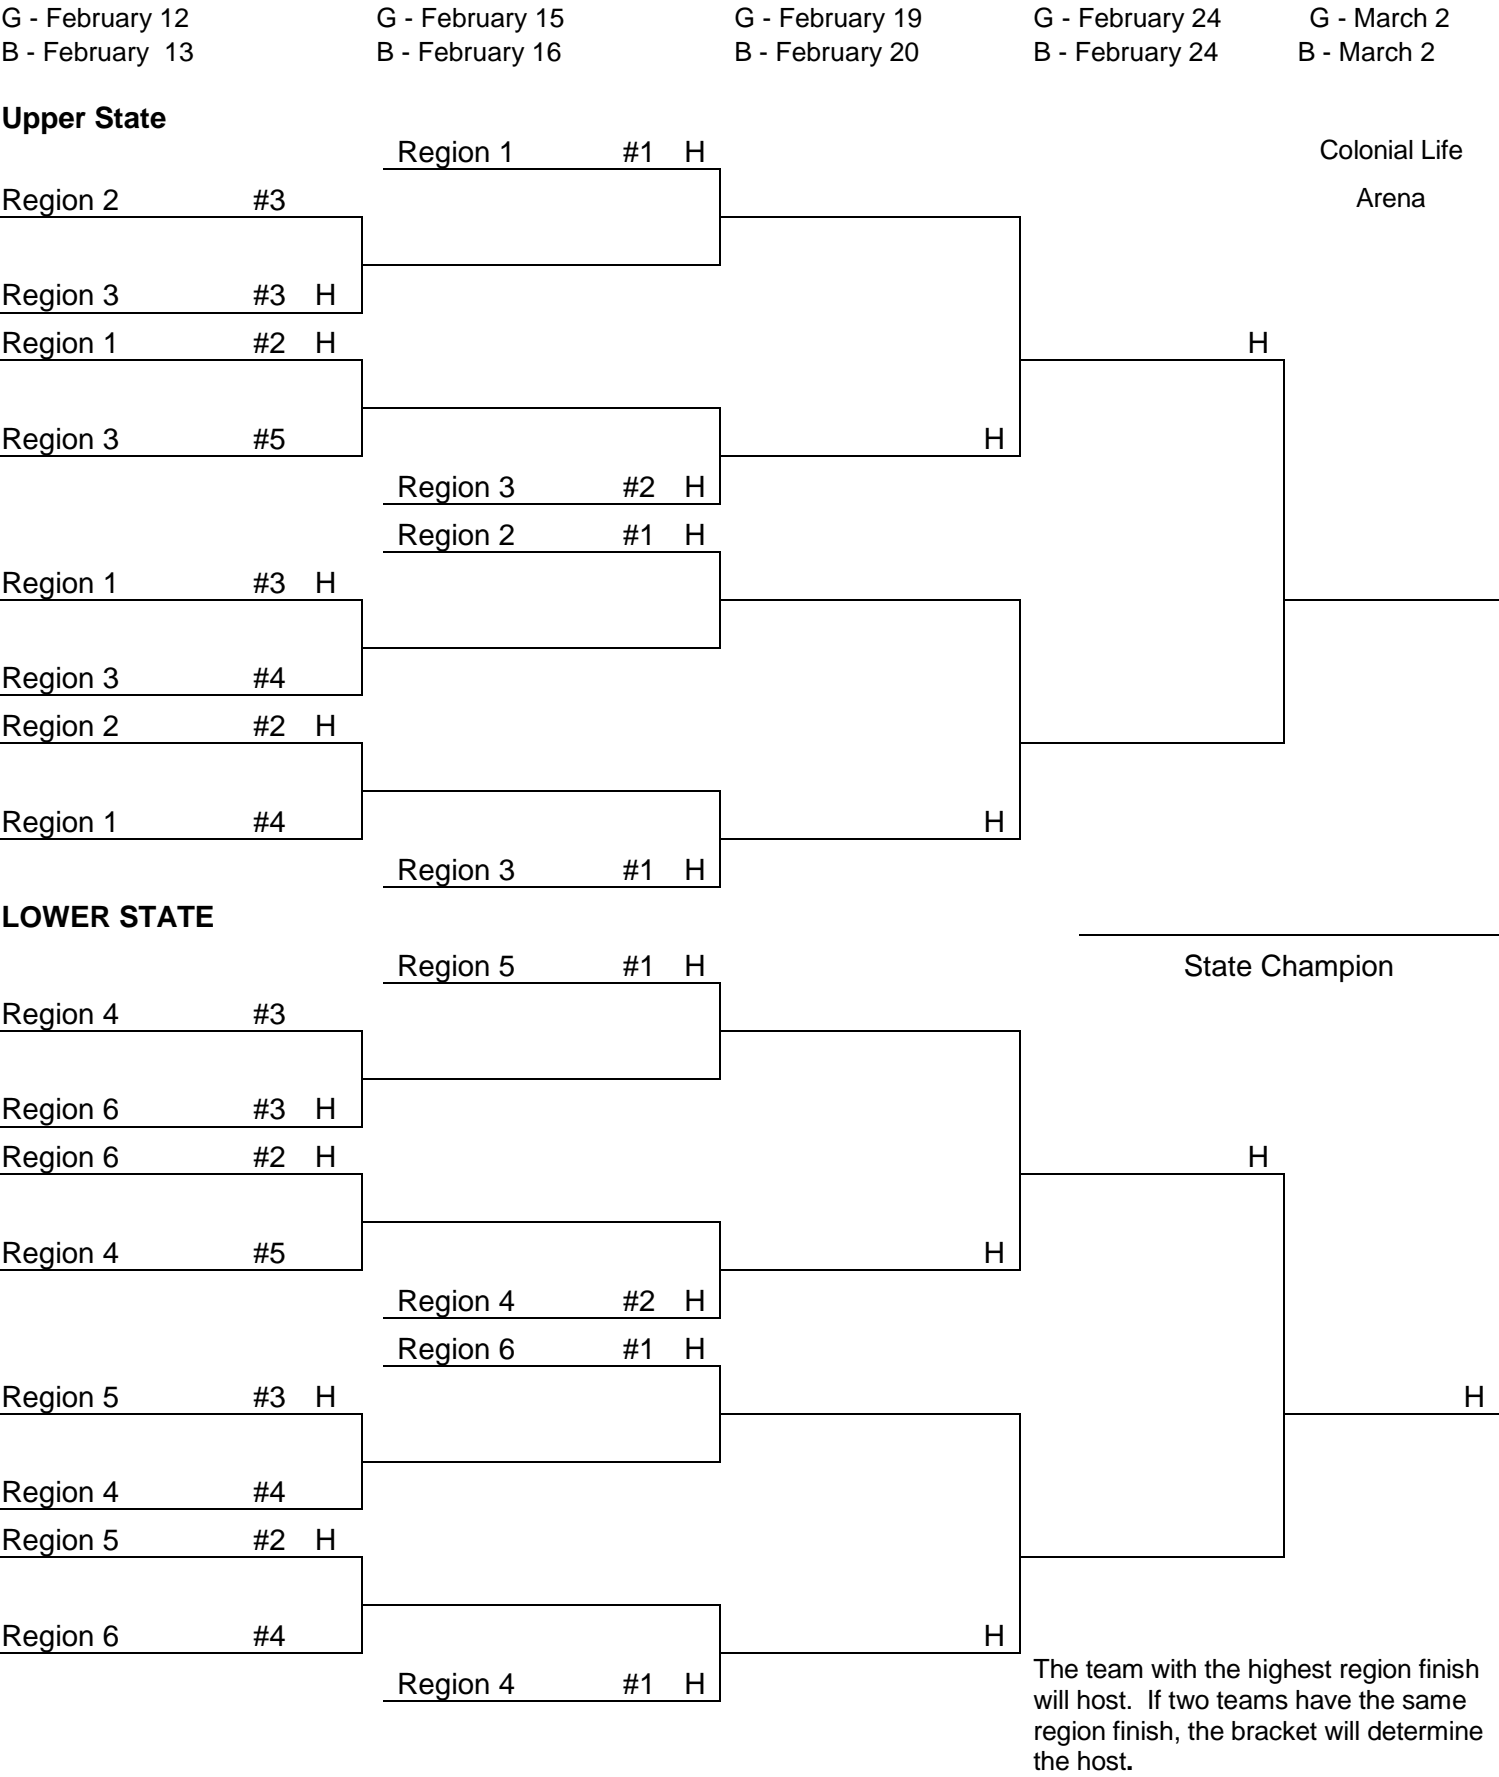 G - February 12 G - February 15 G - February 19 G - February 24 G - March 2
B - February 13 B - February 16 B - February 20 B - February 24 B - March 2
Upper State
Region 1 #1 H Colonial Life
Region 2 #3 Arena
Region 3 #3 H
Region 1 #2 H H
Region 3 #5 H
Region 3 #2 H
Region 2 #1 H
Region 1 #3 H
Region 3 #4
Region 2 #2 H
Region 1 #4 H
Region 3 #1 H
LOWER STATE
Region 5 #1 H State Champion
Region 4 #3
Region 6 #3 H
Region 6 #2 H H
Region 4 #5 H
Region 4 #2 H
Region 6 #1 H
Region 5 #3 H H
Region 4 #4
Region 5 #2 H
Region 6 #4 H
Region 4 #1 H
The team with the highest region finish
will host. If two teams have the same
region finish, the bracket will determine
the host.